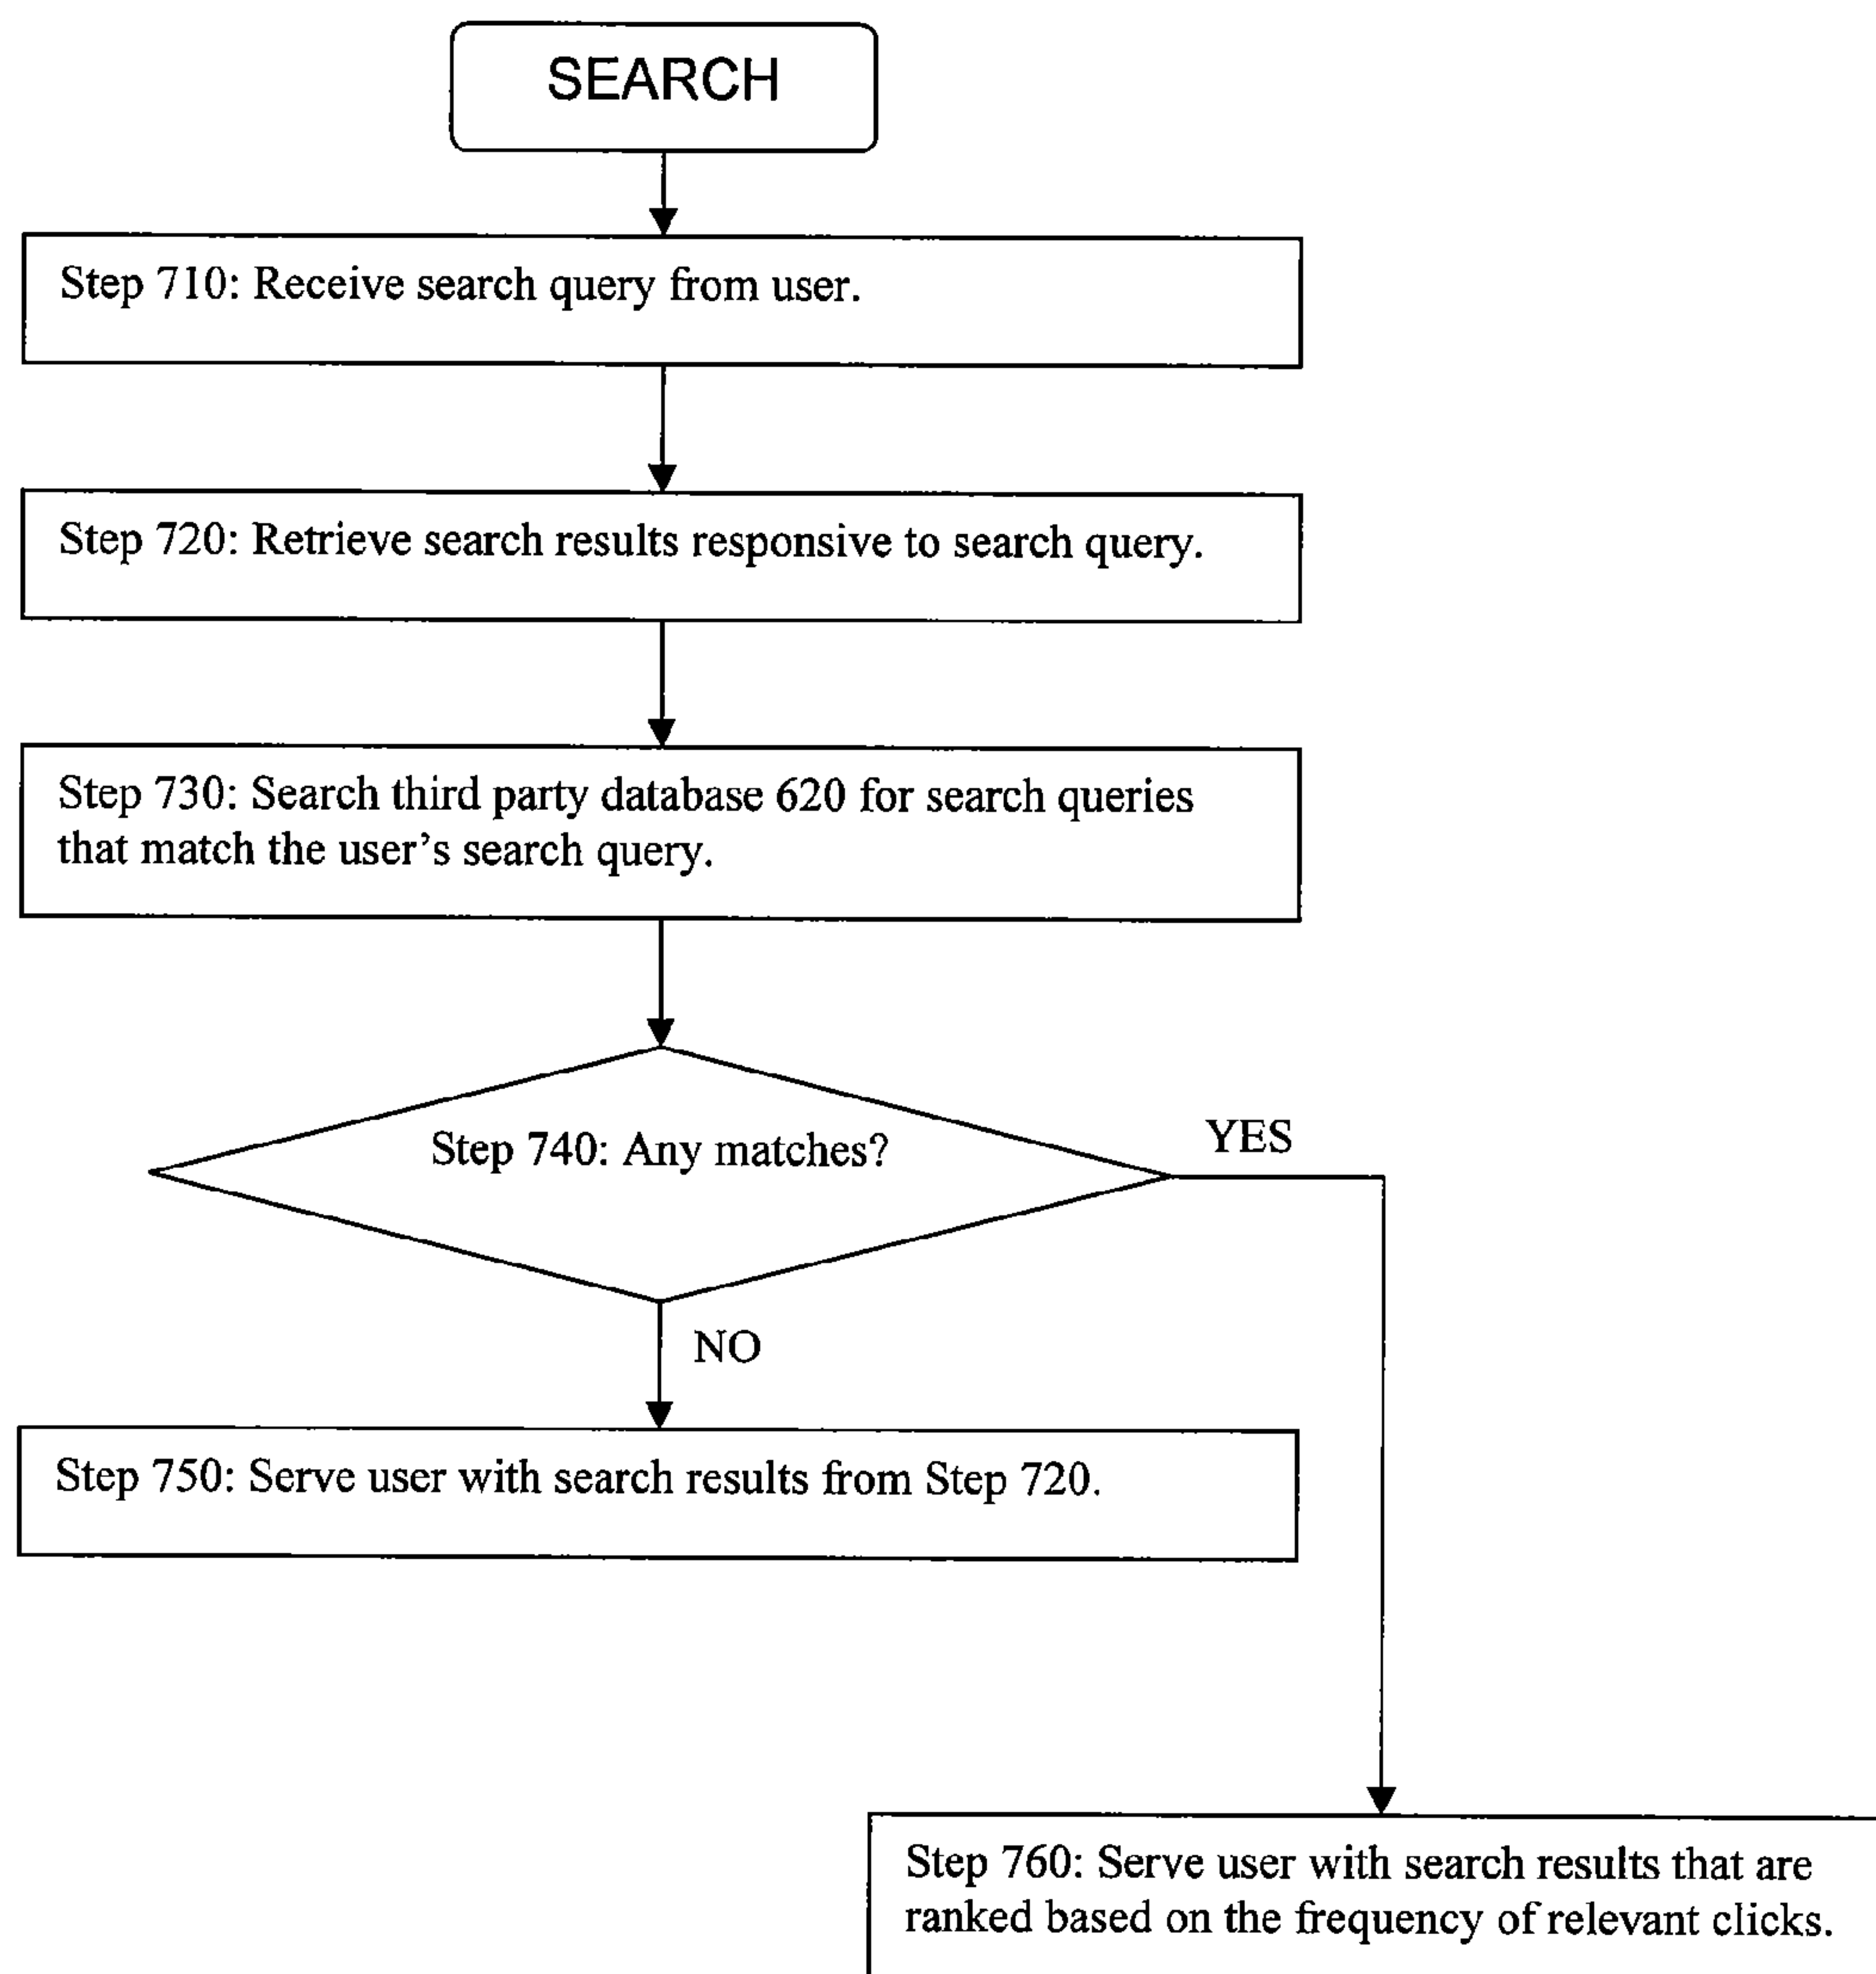 SEARCH
Step 710: Receive search query from user.
Step 720: Retrieve search results responsive to search query.
Step 730: Search third party database 620 for search queries
that match the user’s search query.
Step 740: Any matches?
YES
NO
Step 750: Serve user with search results from Step 720.
Step 760: Serve user with search results that are
ranked based on the frequency of relevant clicks.